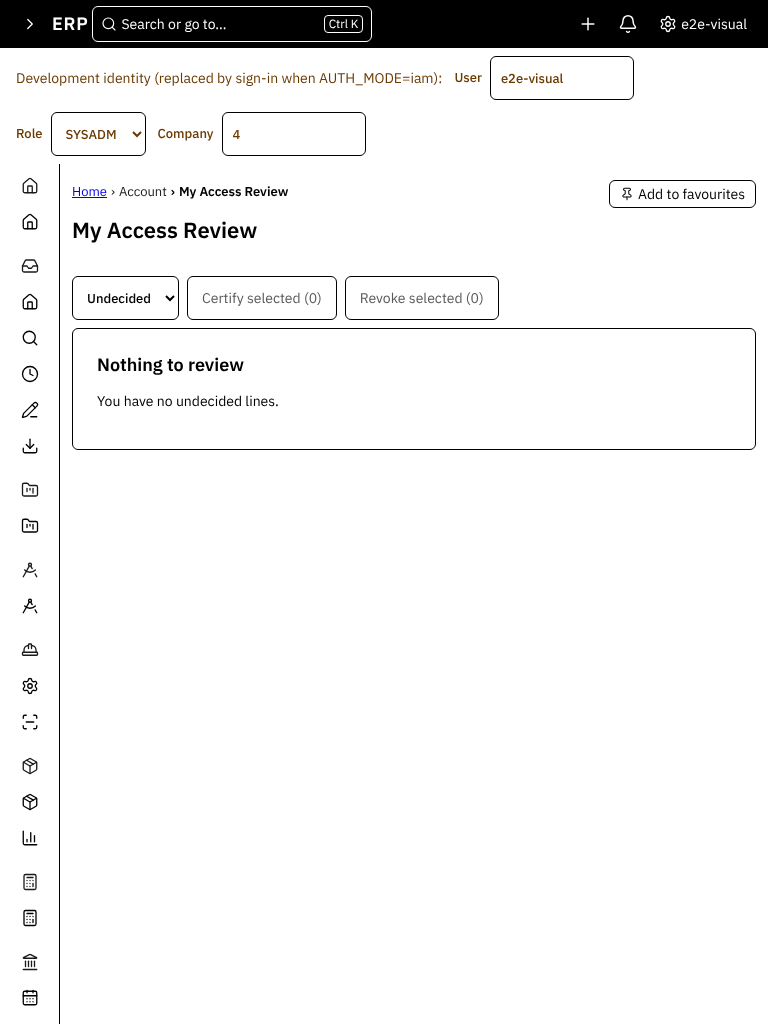 ERP Search or go to... Ctrl K e2e-visual
Development identity (replaced by sign-in when AUTH_MODE=iam): User e2e-visual
Role SYSADM Company 4
Home › Account › My Access Review Add to favourites
My Access Review
Undecided Certify selected (0) Revoke selected (0)
Nothing to review
You have no undecided lines.